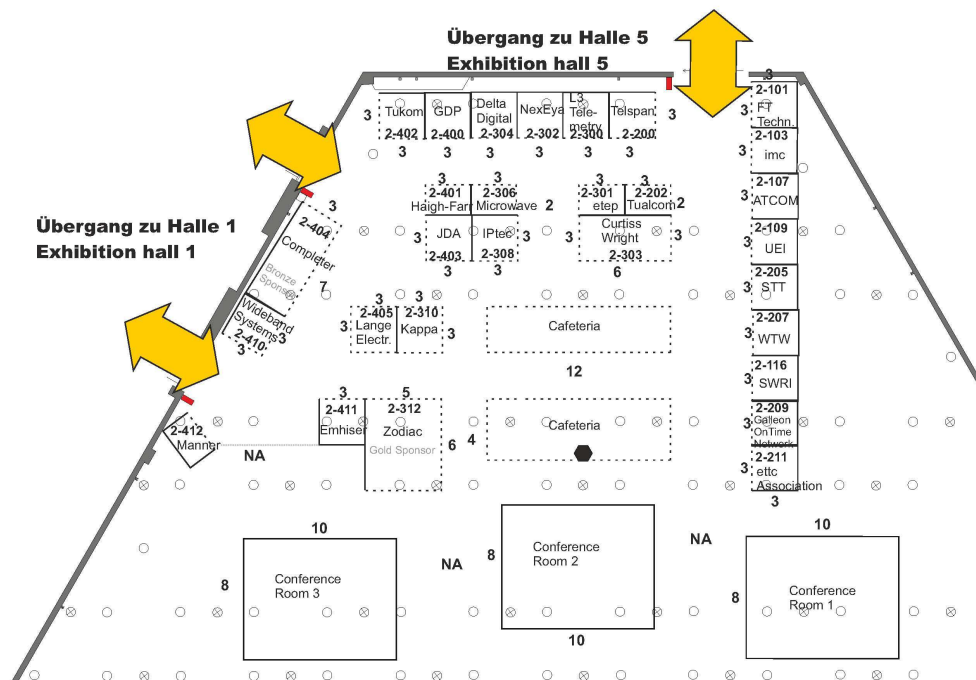 Übergang zu Halle 5
Exhibition hall 5
Übergang zu Halle 1
Exhibition hall 1
3
Tukom
2-402
3
GDP
2-400
3
Delta
Digital
2-304
3
NexEya
2-302
3
L3
Tele-
metry
2-300
3
Telspan
2-200
3
3
3
2-101
3
FT
Techn.
2-103
3
imc
2-107
3
ATCOM
2-109
3
UEI
2-205
3
STT
2-207
3
WTW
2-116
3
SWRI
2-209
3
Galleon
OnTime
Network
2-211
3
ettc
Association
3
3
2-401
Haigh-Farr
3
2-306
Microwave
2
3
JDA
2-403
3
IPtec
2-308
3
3
3
2-301
etep
3
2-202
Tualcom
2
3
Curtiss
Wright
2-303
3
6
3
2-404
Completer
Bronze
Sponsor
7
Wideband
Systems
2-410
3
3
3
2-405
3
Lange
Electr.
3
2-310
Kappa
3
Cafeteria
12
3
2-411
Emhiser
5
2-312
Zodiac
Gold Sponsor
6
4
Cafeteria
2-412
Manner
NA
10
8
Conference
Room 3
NA
8
Conference
Room 2
10
NA
10
8
Conference
Room 1